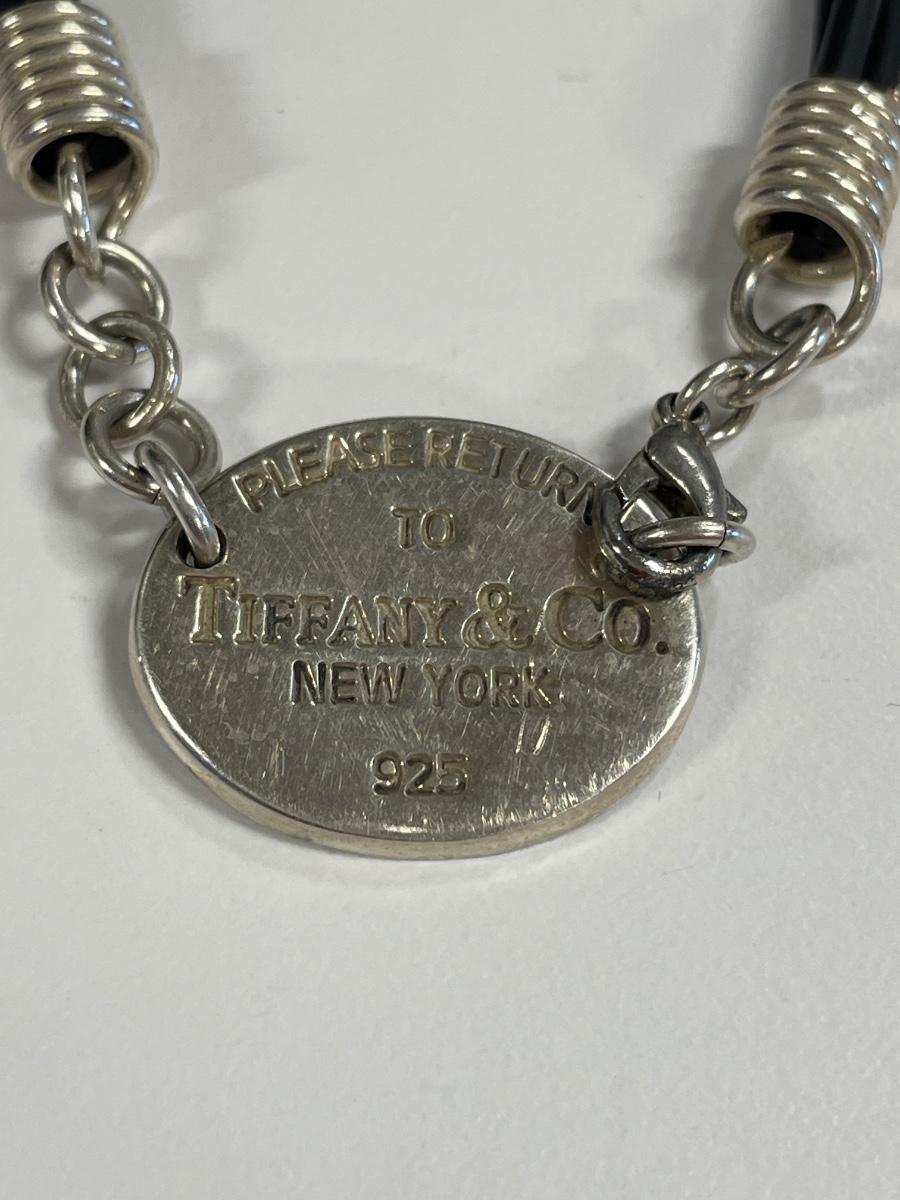 PLEASE RETURN
TO
TIFFANY & CO.
NEW YORK
925